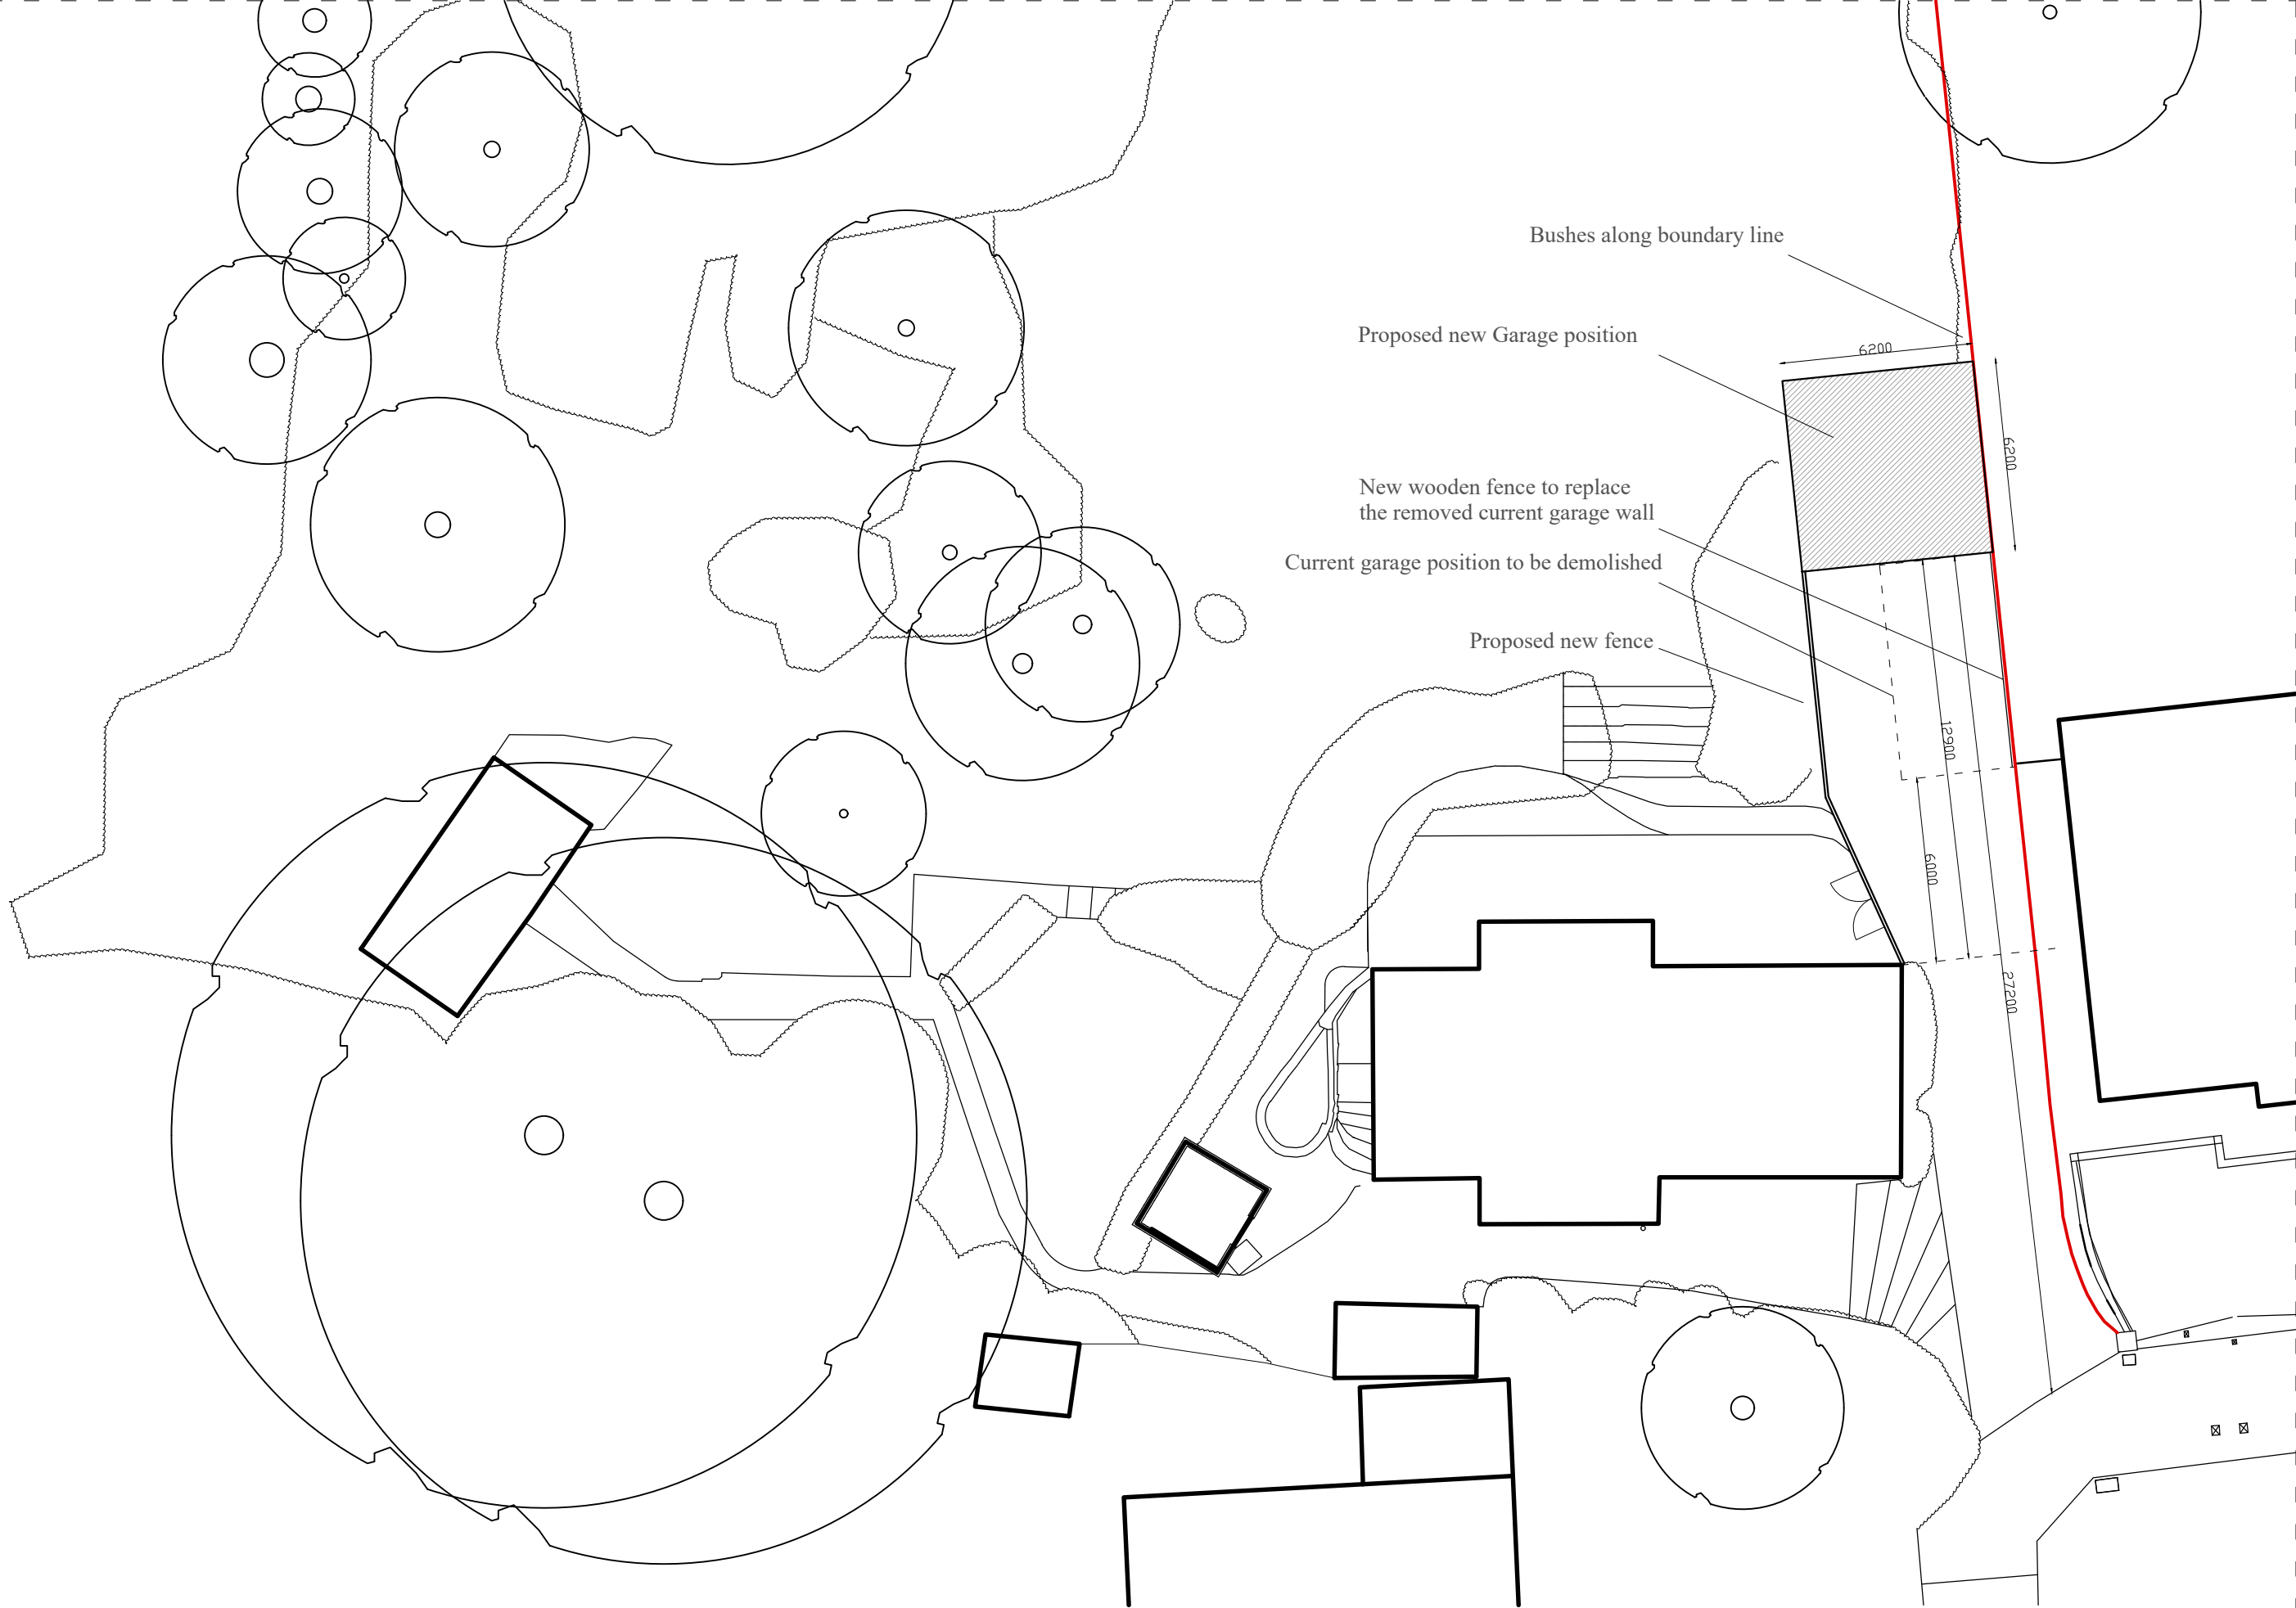 Bushes along boundary line
Proposed new Garage position
6200
6200
New wooden fence to replace
the removed current garage wall
Current garage position to be demolished
Proposed new fence
12900
6000
27200